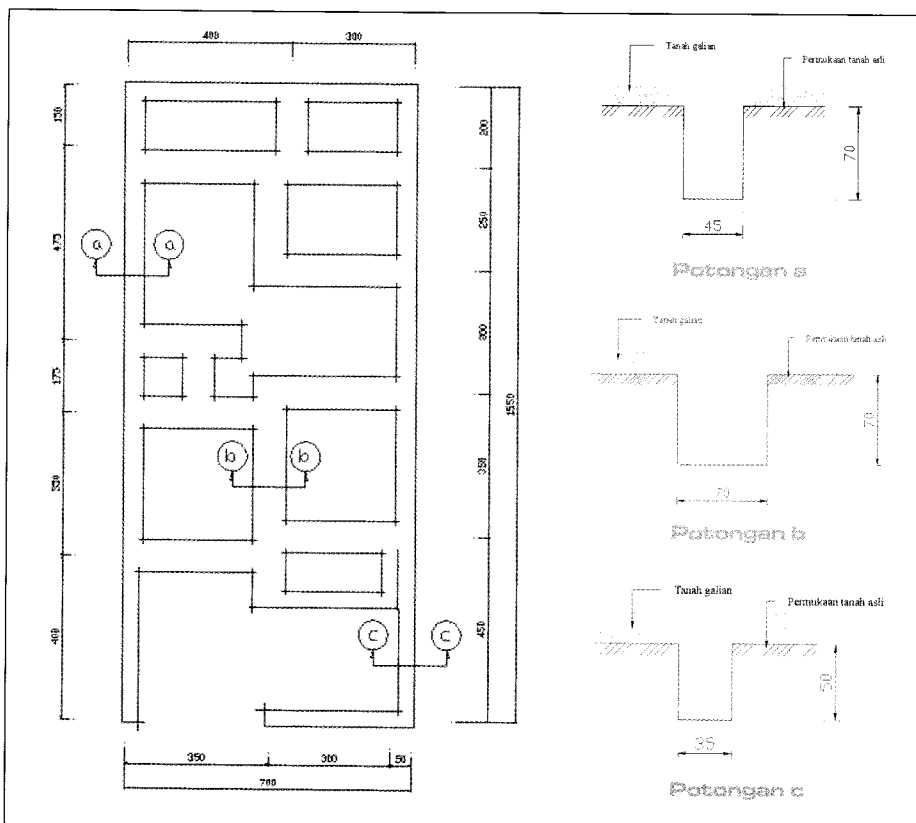 400
300
150
475
175
350
400
200
250
200
350
450
1550
a
a
b
b
c
c
350
300
50
700
Tanah galian
Permukaan tanah asli
70
45
Potongan a
Tanah galian
Permukaan tanah asli
70
70
Potongan b
Tanah galian
Permukaan tanah asli
50
35
Potongan c